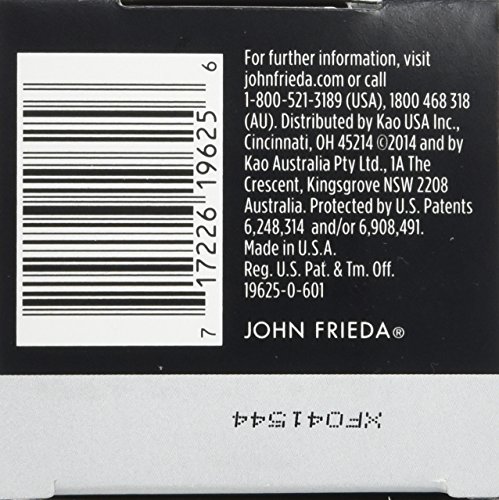 For further information, visit
johnfrieda.com or call
1-800-521-3189 (USA), 1800 468 318
(AU). Distributed by Kao USA Inc.,
Cincinnati, OH 45214 ©2014 and by
Kao Australia Pty Ltd., 1A The
Crescent, Kingsgrove NSW 2208
Australia. Protected by U.S. Patents
6,248,314 and/or 6,908,491.
Made in U.S.A.
Reg. U.S. Pat. & Tm. Off.
19625-0-601
JOHN FRIEDA®
7 17226 19625 6
XF041544